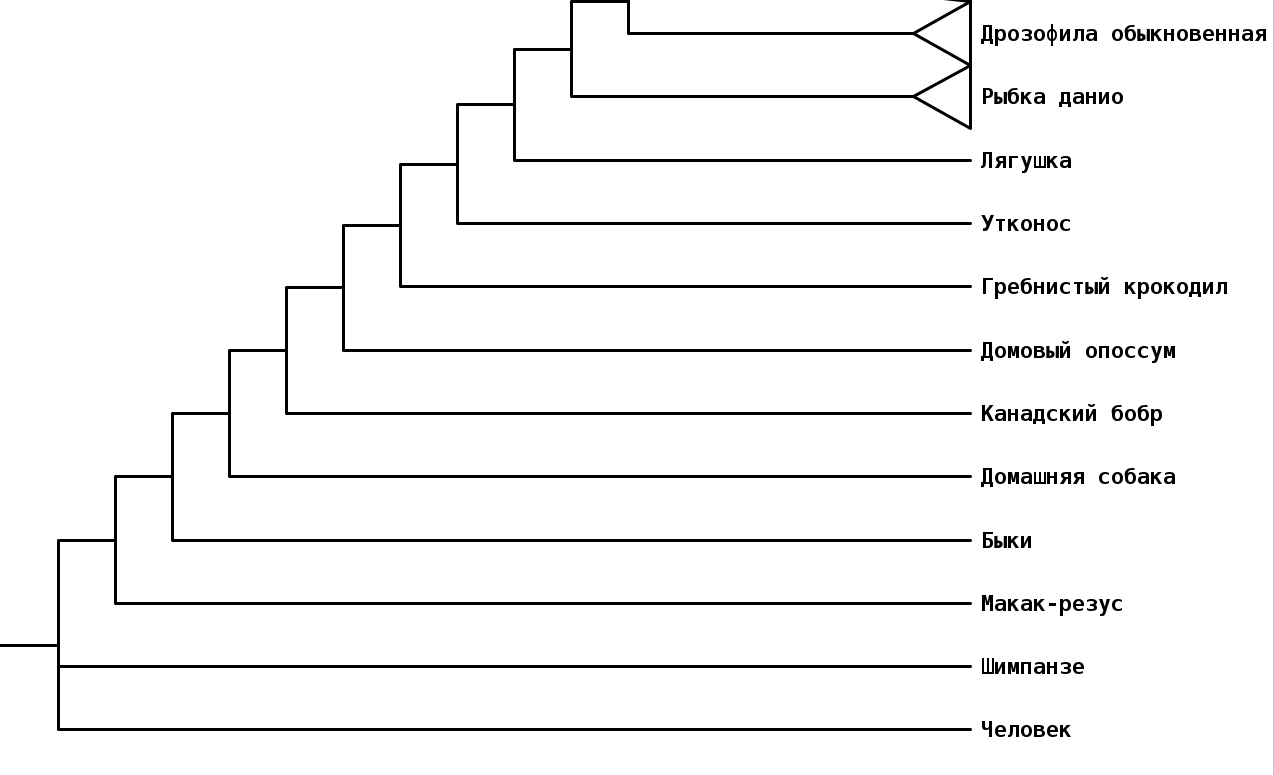 Дрозофила обыкновенная
Рыбка данио
Лягушка
Утконос
Гребнистый крокодил
Домовый опоссум
Канадский бобр
Домашняя собака
Быки
Макак-резус
Шимпанзе
Человек